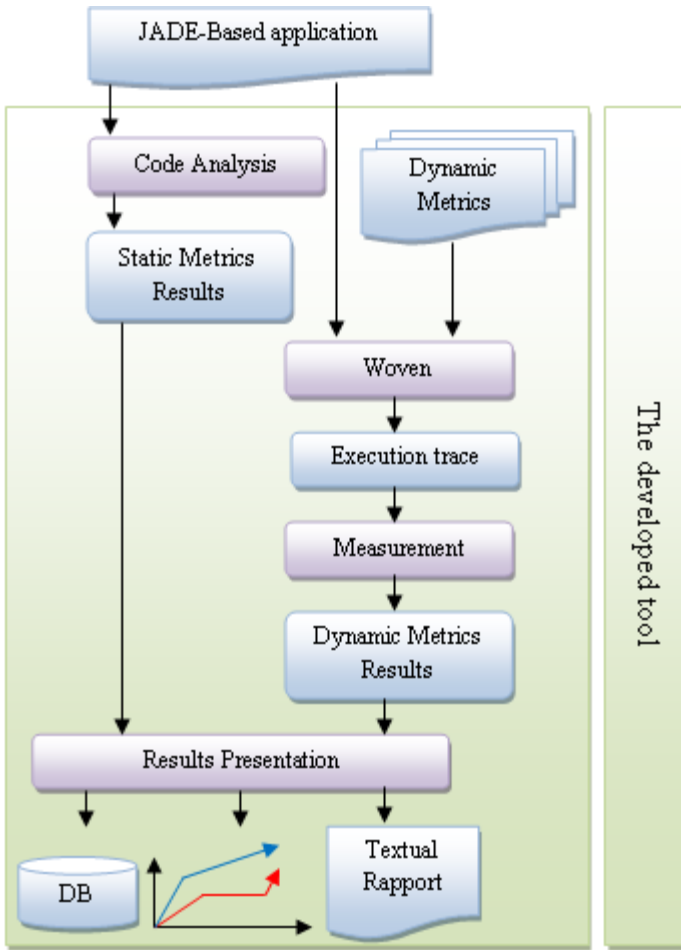 JADE-Based application
Code Analysis
Dynamic
Metrics
Static Metrics
Results
Woven
Execution trace
Measurement
Dynamic Metrics
Results
Results Presentation
DB
Textual
Rapport
The developed tool